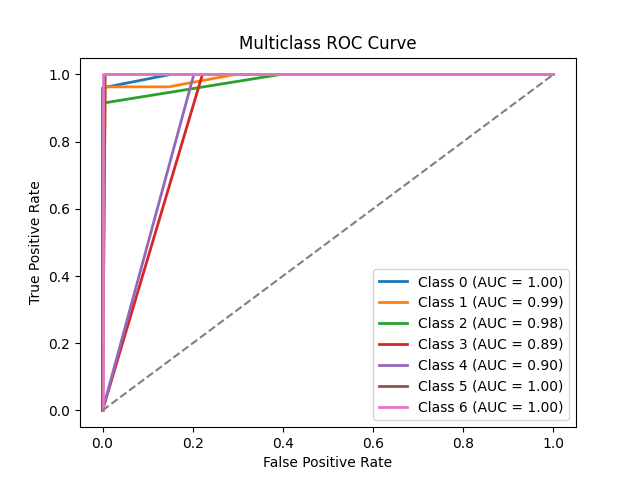 Multiclass ROC Curve
True Positive Rate
1.0
0.8
0.6
0.4
0.2
0.0
Class 0 (AUC = 1.00)
Class 1 (AUC = 0.99)
Class 2 (AUC = 0.98)
Class 3 (AUC = 0.89)
Class 4 (AUC = 0.90)
Class 5 (AUC = 1.00)
Class 6 (AUC = 1.00)
0.0 0.2 0.4 0.6 0.8 1.0
False Positive Rate